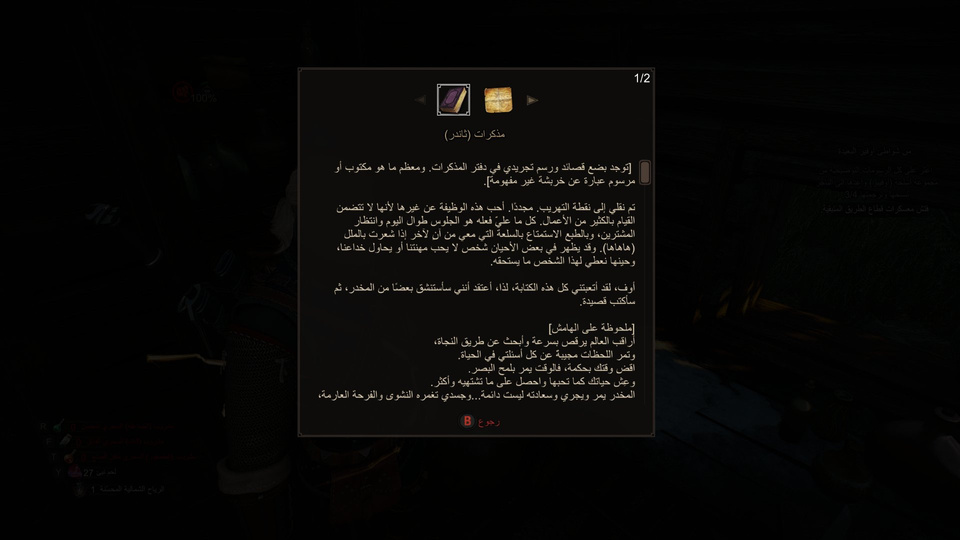 1/2
مذكرات (ثاندر)
[توجد بضع قصائد ورسم تجريدي في دفتر المذكرات. ومعظم ما هو مكتوب أو
مرسوم عبارة عن خربشة غير مفهومة].
تم نقلي إلى نقطة التهريب. مجددًا. أحب هذه الوظيفة عن غيرها لأنها لا تتضمن
القيام بالكثير من الأعمال. كل ما عليّ فعله هو الجلوس طوال اليوم وانتظار
المشترين، وبالطبع الاستمتاع بالسلعة التي معي من آن لآخر إذا شعرت بالملل
(هاهاها). وقد يظهر في بعض الأحيان شخص لا يحب مهنتنا أو يحاول خداعنا،
وحينها نعطي لهذا الشخص ما يستحقه.
أوف، لقد أتعبتني كل هذه الكتابة، لذا، أعتقد أنني سأستنشق بعضًا من المخدر، ثم
سأكتب قصيدة.
[ملحوظة على الهامش]
أراقب العالم يرقص بسرعة وأبحث عن طريق النجاة،
وتمر اللحظات مجيبة عن كل أسئلتي في الحياة.
اقض وقتك بحكمة، فالوقت يمر بلمح البصر.
وعِش حياتك كما تحبها واحصل على ما تشتهيه وأكثر.
المخدر يمر ويجري وسعادته ليست دائمة...وجسدي تغمره النشوى والفرحة العارمة،
رجوع B
100%
27